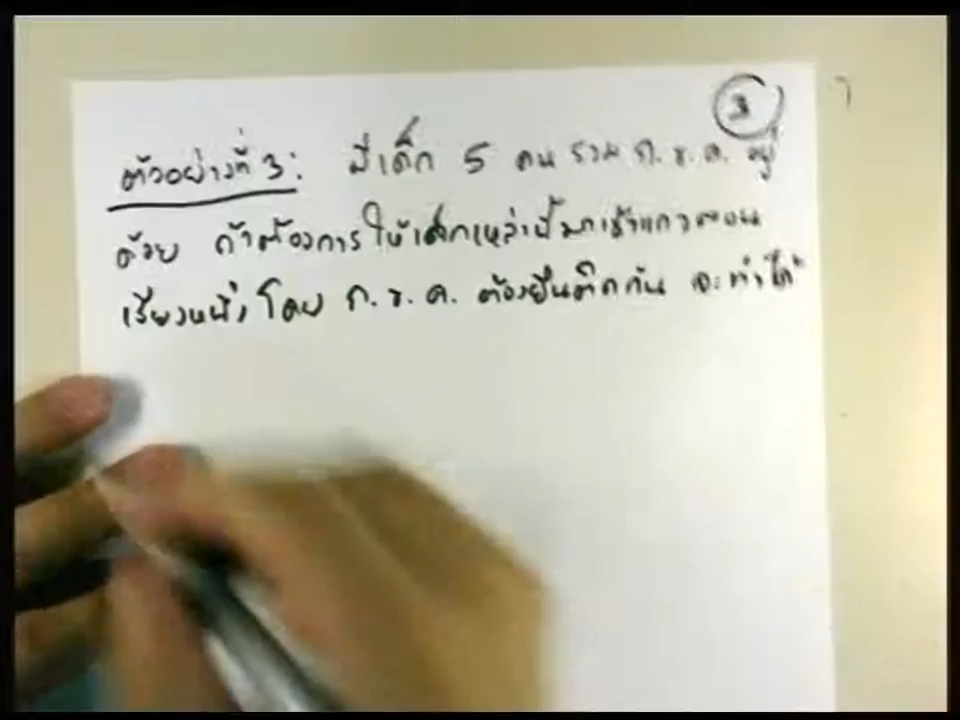 3
ตัวอย่างที่ 3: มีเด็ก 5 คน รวม ก. ข. ค. อยู่
ด้วย ถ้าต้องการให้เด็กเหล่านี้มาเข้าแถวตอน
เรียงหนึ่ง โดย ก. ข. ค. ต้องยืนติดกัน จะทำได้